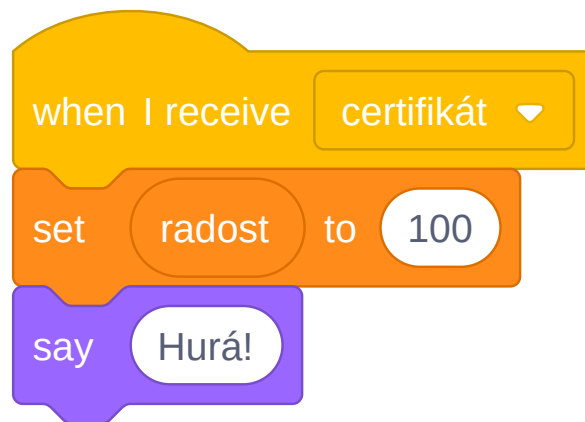 when I receive certifikát
set radost to 100
say Hurá!